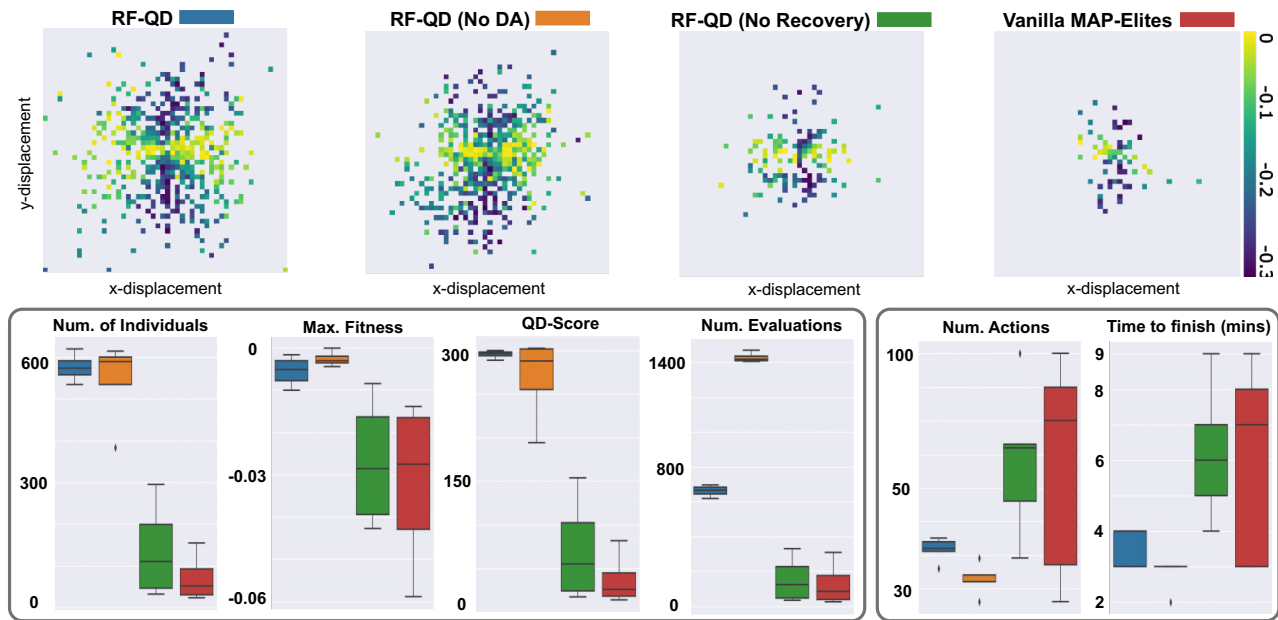 RF-QD
RF-QD (No DA)
RF-QD (No Recovery)
Vanilla MAP-Elites
y-displacement
0
-0.1
-0.2
-0.3
x-displacement
x-displacement
x-displacement
x-displacement
Num. of Individuals
600
300
0
Max. Fitness
0
-0.03
-0.06
QD-Score
300
150
0
Num. Evaluations
1400
800
0
Num. Actions
100
50
30
Time to finish (mins)
9
8
6
4
2